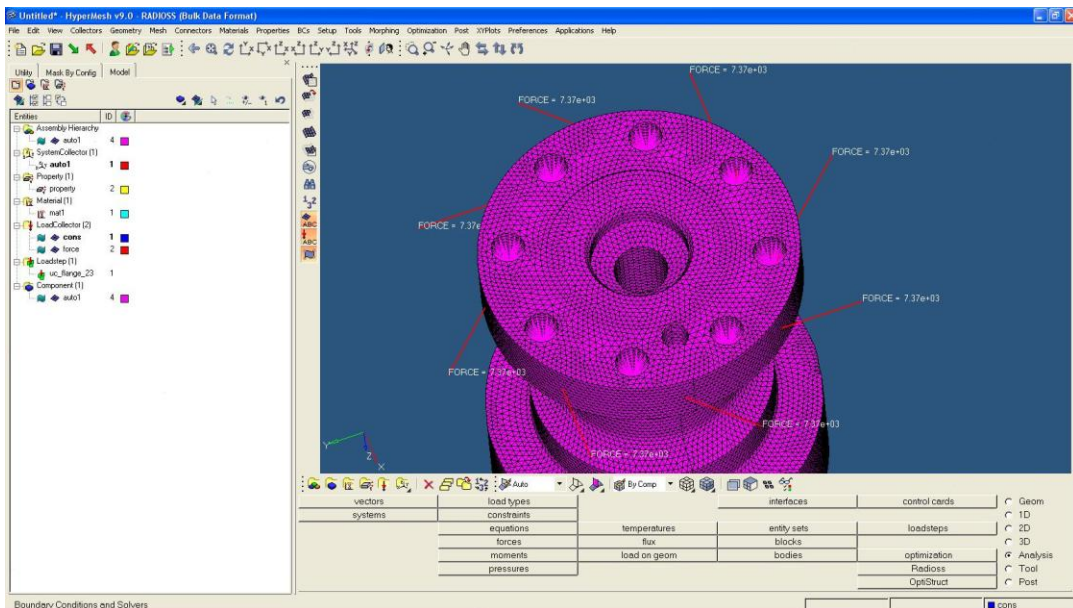 Untitled* - HyperMesh v9.0 - RADIOSS (Bulk Data Format)
File Edit View Collectors Geometry Mesh Connectors Materials Properties BCs Setup Tools Morphing Optimization Post XYPlots Preferences Applications Help
Utility Mask By Config Model
Entities ID
Assembly Hierarchy
auto1 4
SystemCollector (1)
auto1 1
Property (1)
property 2
Material (1)
mat1 1
LoadCollector (2)
cons 1
force 2
Loadstep (1)
uc_flange_23 1
Component (1)
auto1 4
1 2 3
ABC
ABC
FORCE = 7.37e+03
FORCE = 7.37e+03
FORCE = 7.37e+03
FORCE = 7.37e
FORCE = 7.37e+03
FORCE = 7.37e+03
FORCE = 7.37e+03
FORCE = 7.37e+03
Y
Z
X
Auto By Comp
vectors load types interfaces control cards Geom
systems constraints 1D
equations temperatures entity sets loadsteps 2D
forces flux blocks 3D
moments load on geom bodies optimization Analysis
pressures Radioss Tool
OptiStruct Post
Boundary Conditions and Solvers cons